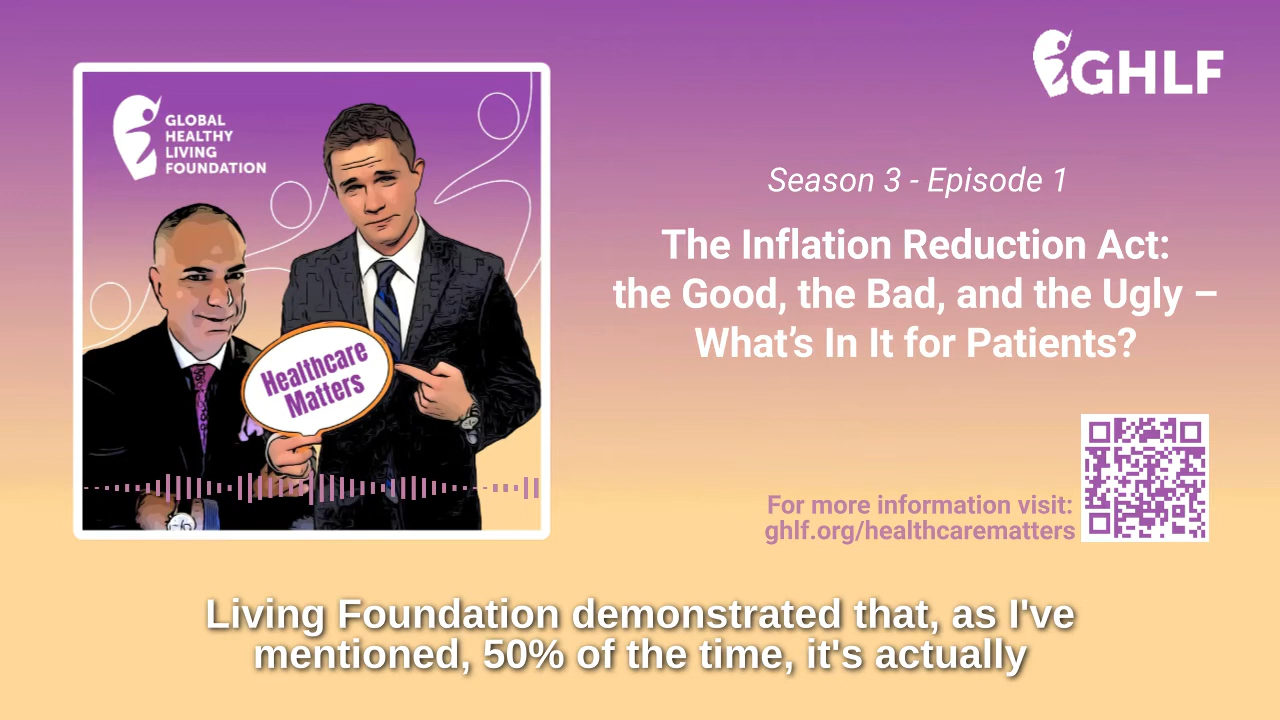 GLOBAL
HEALTHY
LIVING
FOUNDATION
Healthcare
Matters
GHLF
Season 3 - Episode 1
The Inflation Reduction Act:
the Good, the Bad, and the Ugly –
What's In It for Patients?
For more information visit:
ghlf.org/healthcarematters
Living Foundation demonstrated that, as I've
mentioned, 50% of the time, it's actually